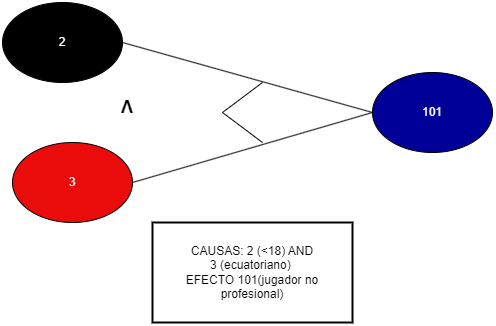 2
101
∧
3
CAUSAS: 2 (<18) AND
3 (ecuatoriano)
EFECTO 101(jugador no
profesional)